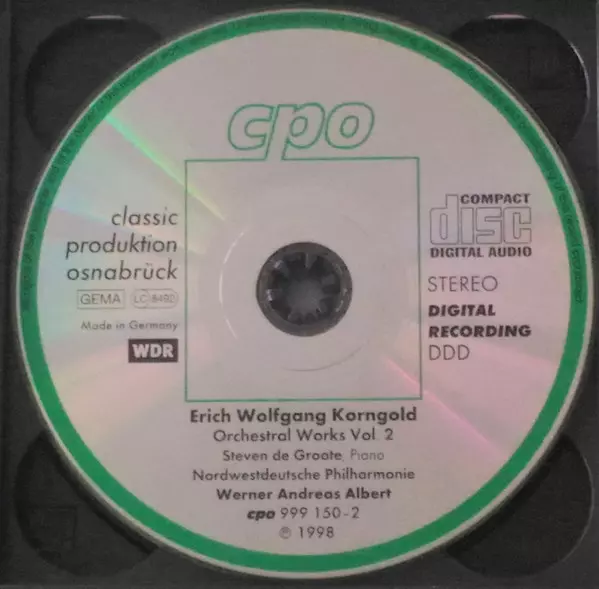 cpo
classic
produktion
osnabrück
GEMA LC 8492
Made in Germany
WDR
COMPACT
disc
DIGITAL AUDIO
STEREO
DIGITAL
RECORDING
DDD
Erich Wolfgang Korngold
Orchestral Works Vol. 2
Steven de Groote, Piano
Nordwestdeutsche Philharmonie
Werner Andreas Albert
cpo 999 150-2
℗ 1998